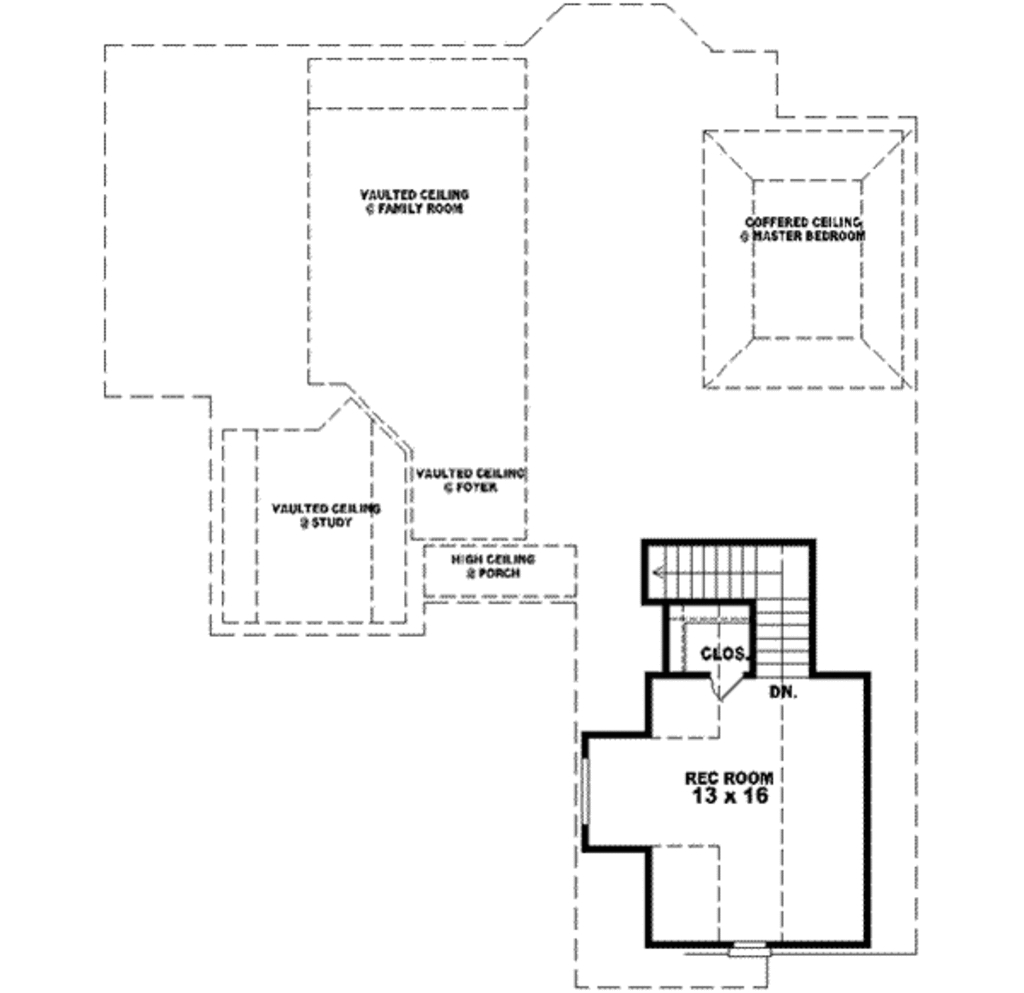 VAULTED CEILING
@ FAMILY ROOM
COFFERED CEILING
@ MASTER BEDROOM
VAULTED CEILING
@ FOYER
VAULTED CEILING
@ STUDY
HIGH CEILING
@ PORCH
CLOS.
DN.
REC ROOM
13 x 16